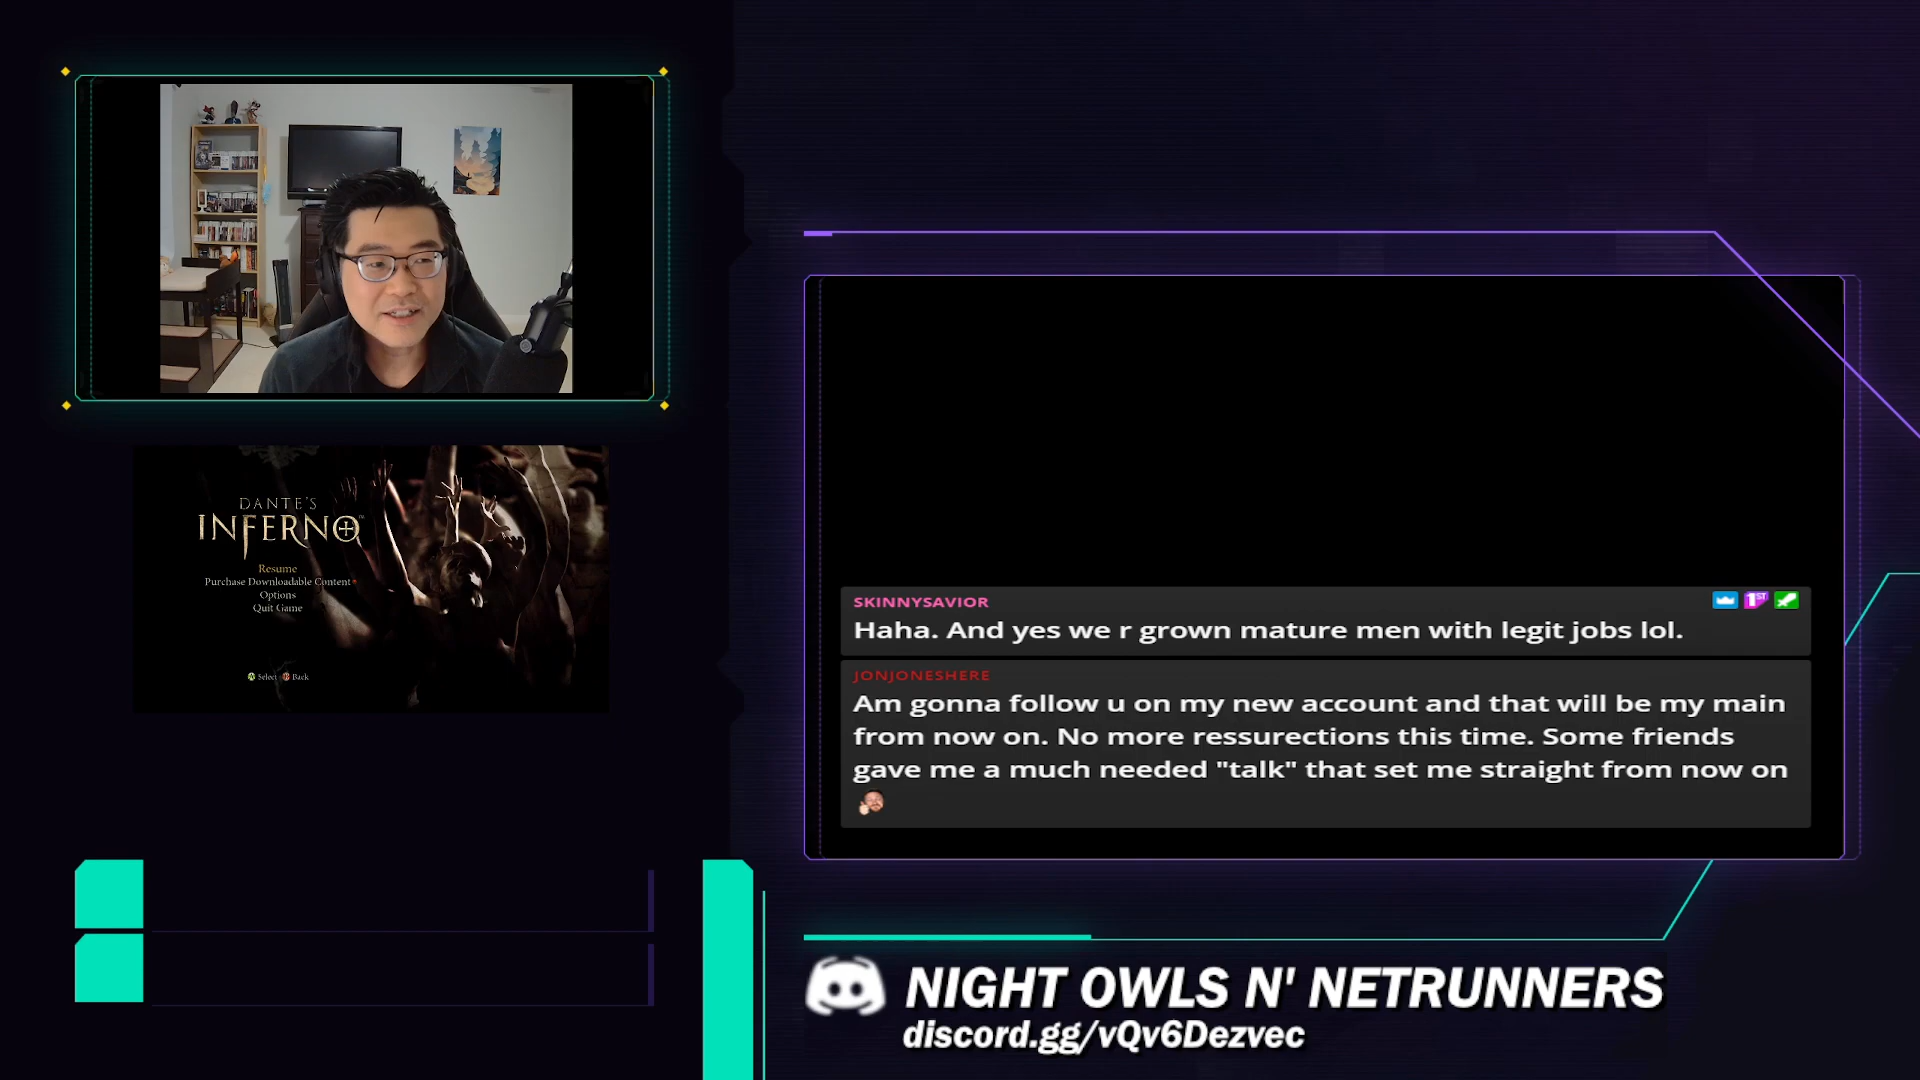 DANTE'S
INFERNO
Resume
Purchase Downloadable Content
Options
Quit Game
Select Back
SKINNYSAVIOR
1ST
Haha. And yes we r grown mature men with legit jobs lol.
JONJONESHERE
Am gonna follow u on my new account and that will be my main
from now on. No more ressurections this time. Some friends
gave me a much needed "talk" that set me straight from now on
NIGHT OWLS N' NETRUNNERS
discord.gg/vQv6Dezvec